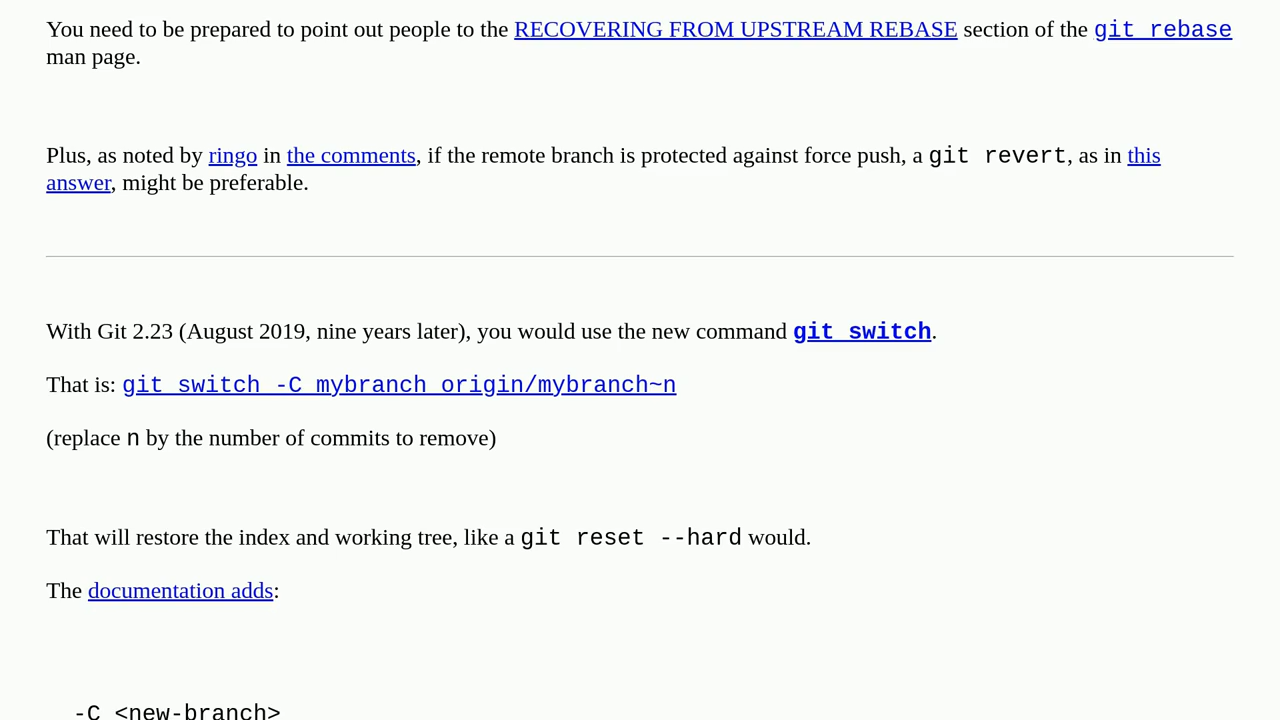 You need to be prepared to point out people to the RECOVERING FROM UPSTREAM REBASE section of the git rebase
man page.
Plus, as noted by ringo in the comments, if the remote branch is protected against force push, a git revert, as in this
answer, might be preferable.
With Git 2.23 (August 2019, nine years later), you would use the new command git switch.
That is: git switch -C mybranch origin/mybranch~n
(replace n by the number of commits to remove)
That will restore the index and working tree, like a git reset --hard would.
The documentation adds:
-C <new-branch>